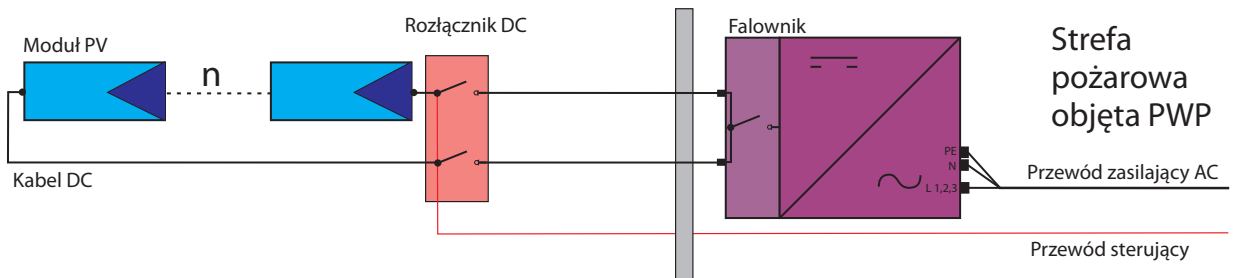 Rozłącznik DC
Falownik
Moduł PV
n
Strefa
pożarowa
objęta PWP
PE
N
L 1,2,3
Kabel DC
Przewód zasilający AC
Przewód sterujący